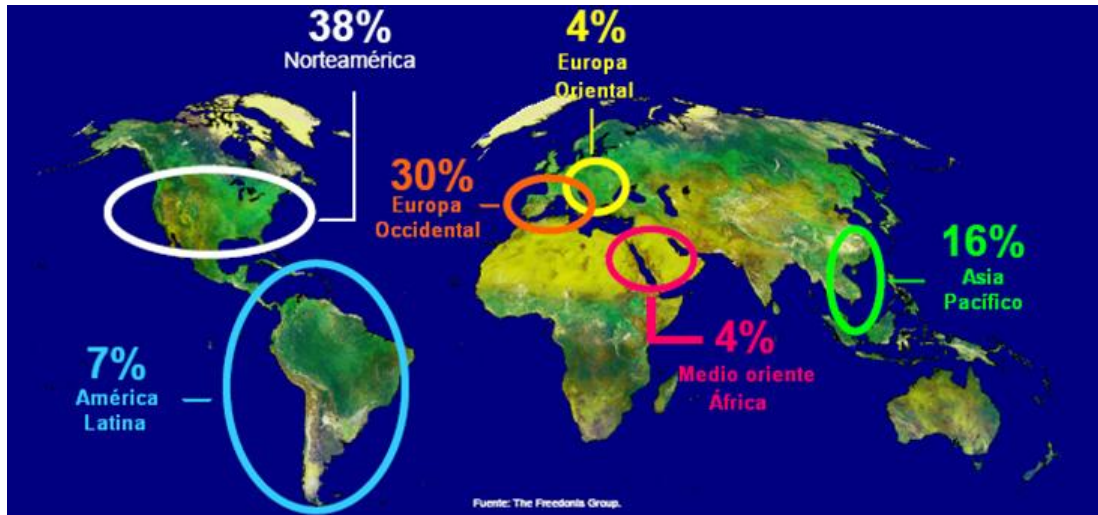 38%
Norteamérica
4%
Europa
Oriental
30%
Europa
Occidental
16%
Asia
Pacífico
7%
América
Latina
4%
Medio oriente
África
Fuente: The Freedonia Group.